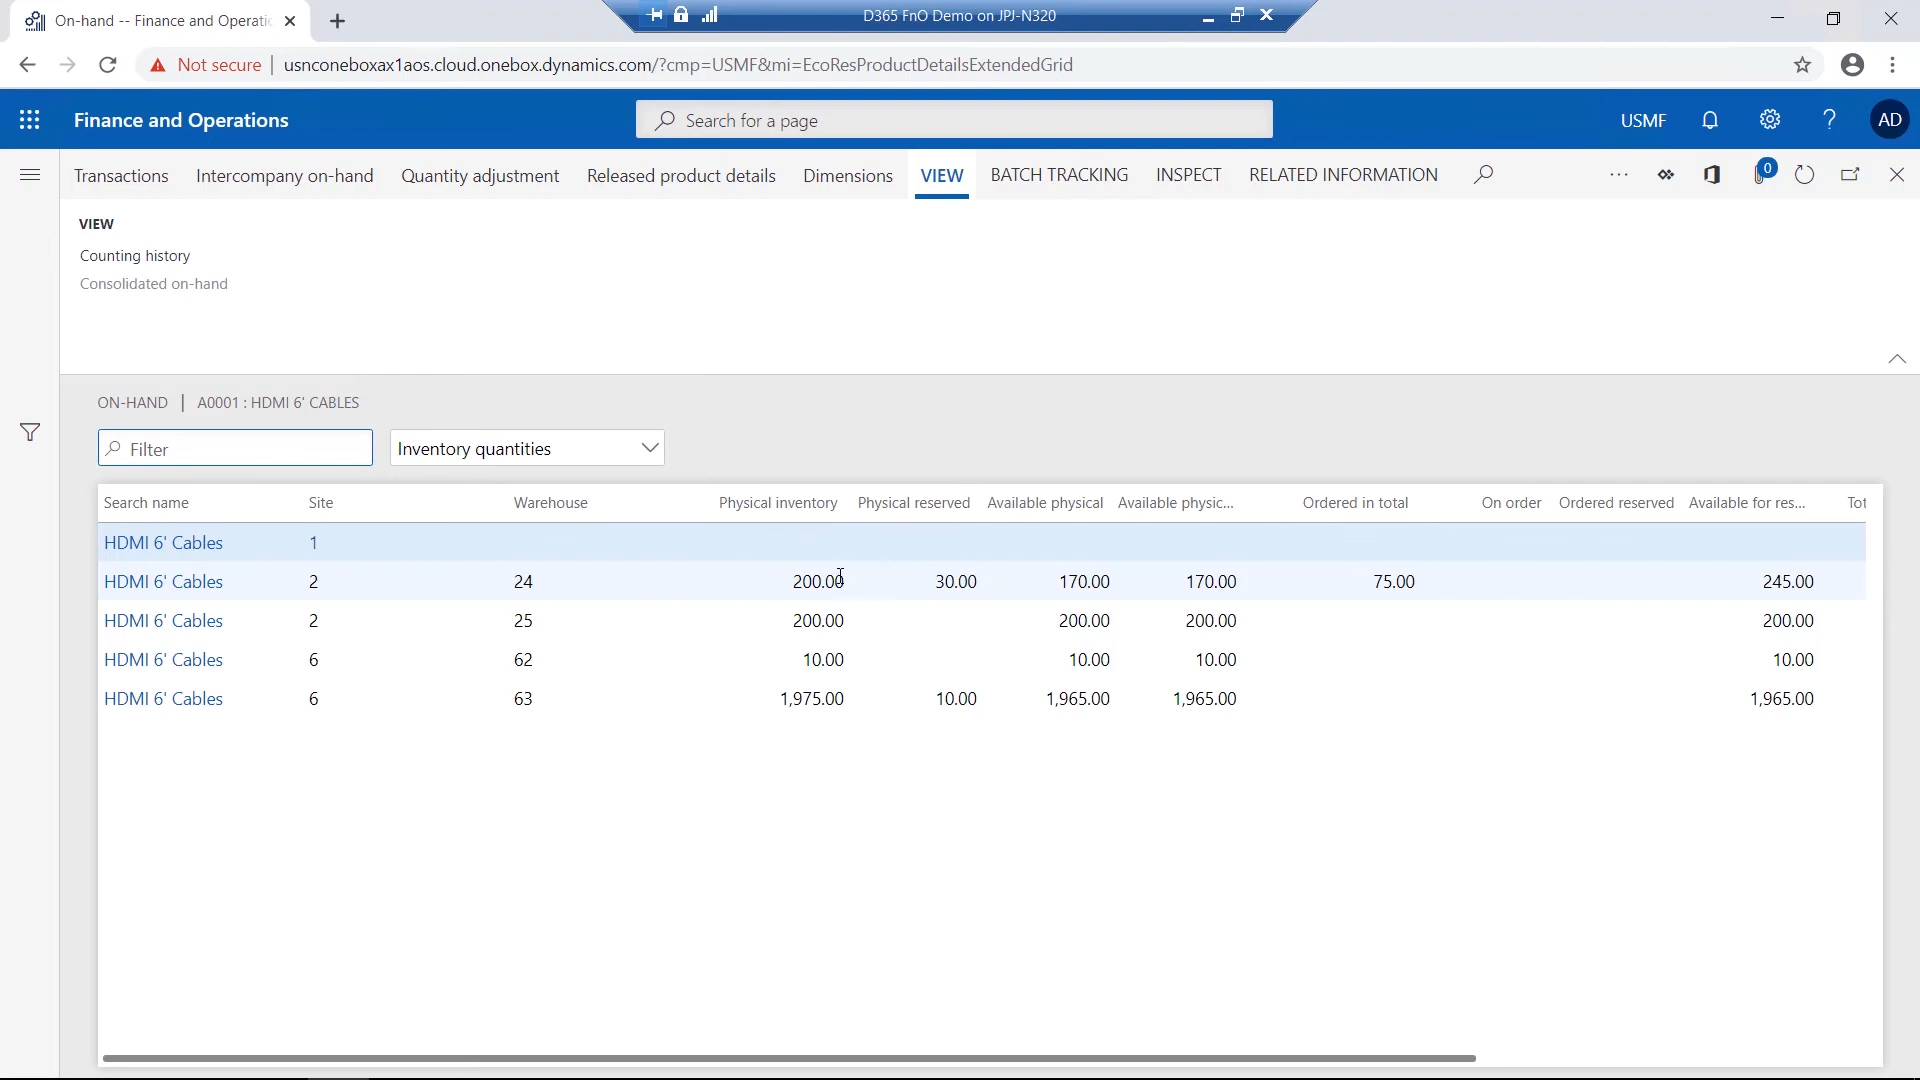 On-hand -- Finance and Operatic
D365 FnO Demo on JPJ-N320
Not secure | usnconeboxax1aos.cloud.onebox.dynamics.com/?cmp=USMF&mi=EcoResProductDetailsExtendedGrid
Finance and Operations Search for a page USMF ? AD
Transactions Intercompany on-hand Quantity adjustment Released product details Dimensions VIEW BATCH TRACKING INSPECT RELATED INFORMATION ... 0
VIEW
Counting history
Consolidated on-hand
ON-HAND | A0001 : HDMI 6' CABLES
Filter Inventory quantities
Search name Site Warehouse Physical inventory Physical reserved Available physical Available physic... Ordered in total On order Ordered reserved Available for res... Tot
HDMI 6' Cables 1
HDMI 6' Cables 2 24 200.00 30.00 170.00 170.00 75.00 245.00
HDMI 6' Cables 2 25 200.00 200.00 200.00 200.00
HDMI 6' Cables 6 62 10.00 10.00 10.00 10.00
HDMI 6' Cables 6 63 1,975.00 10.00 1,965.00 1,965.00 1,965.00